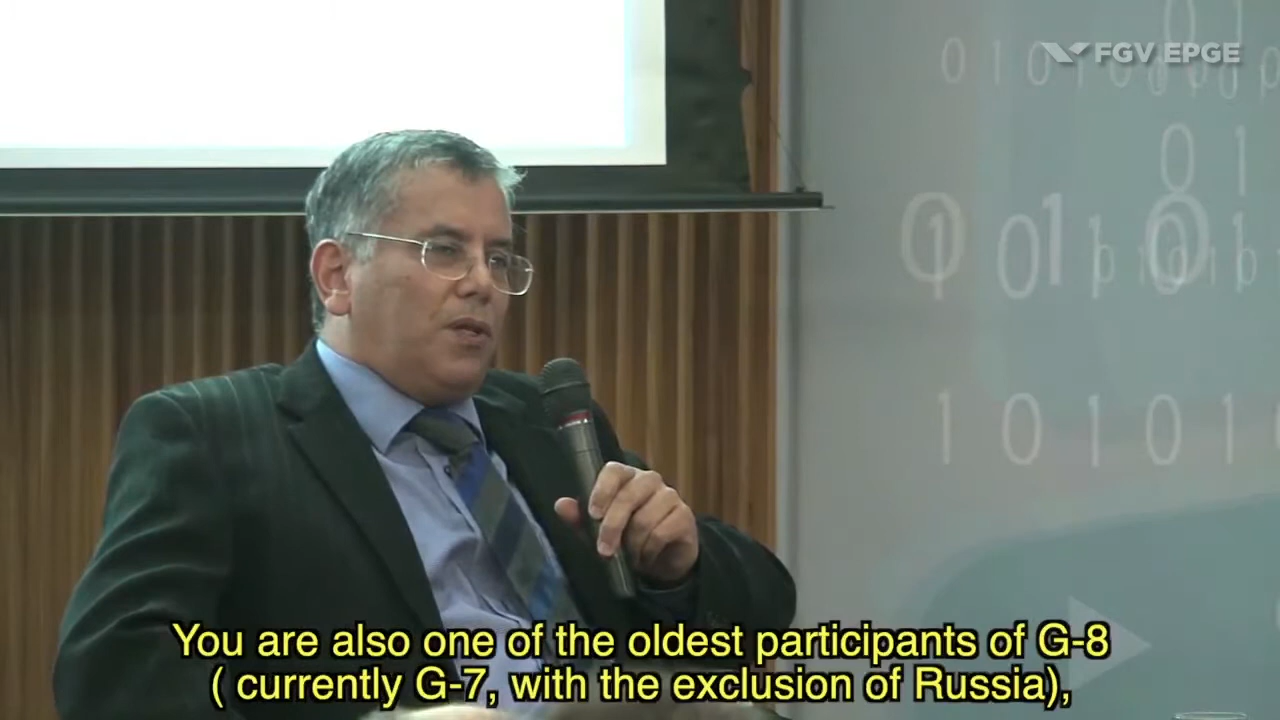 FGV EPGE
You are also one of the oldest participants of G-8
( currently G-7, with the exclusion of Russia),